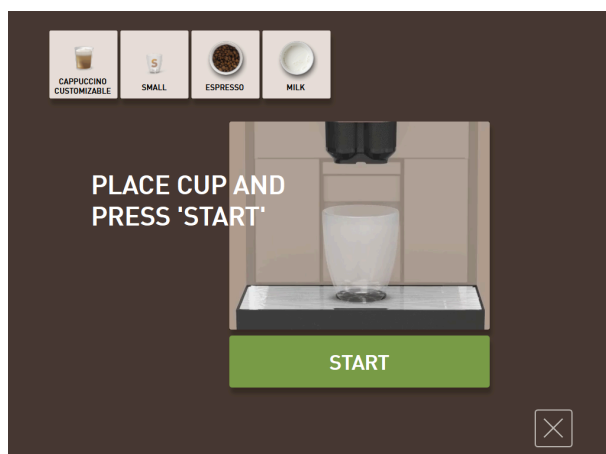 CAPPUCCINO
CUSTOMIZABLE
SMALL
ESPRESSO
MILK
S
PLACE CUP AND
PRESS 'START'
START